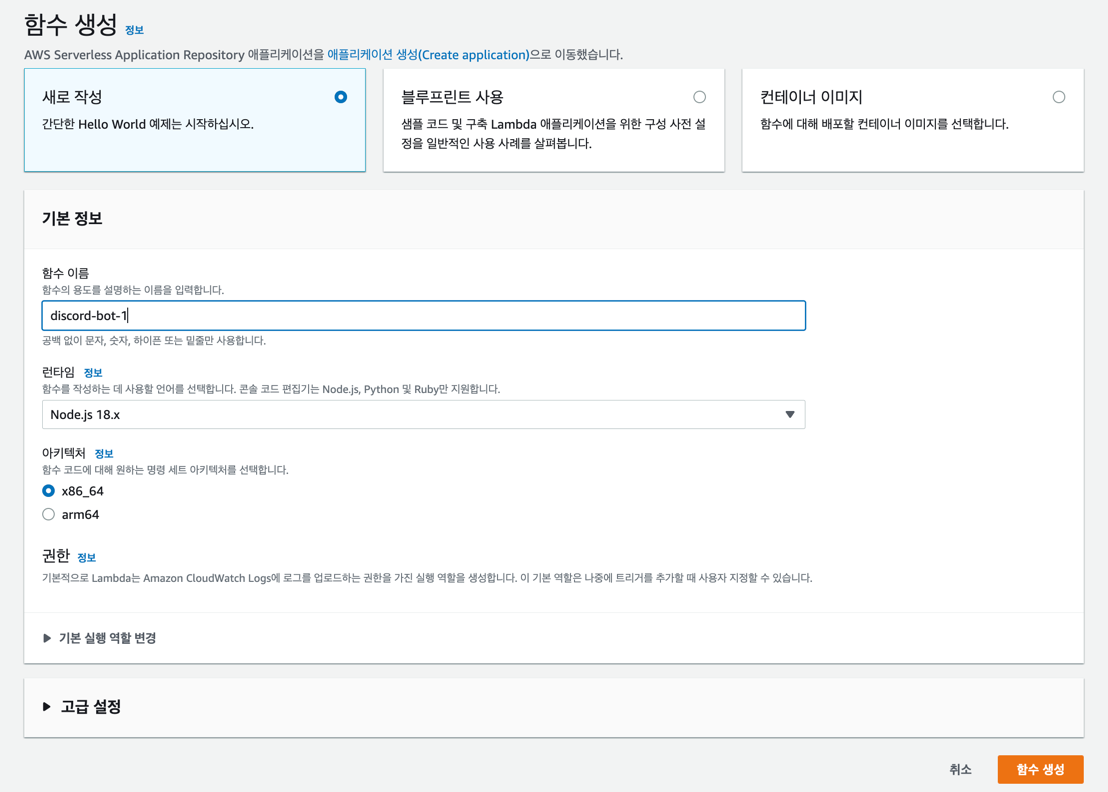 함수 생성 정보
AWS Serverless Application Repository 애플리케이션을 애플리케이션 생성(Create application)으로 이동했습니다.
새로 작성
간단한 Hello World 예제는 시작하십시오.
블루프린트 사용
샘플 코드 및 구축 Lambda 애플리케이션을 위한 구성 사전 설
정을 일반적인 사용 사례를 살펴봅니다.
컨테이너 이미지
함수에 대해 배포할 컨테이너 이미지를 선택합니다.
기본 정보
함수 이름
함수의 용도를 설명하는 이름을 입력합니다.
discord-bot-1
공백 없이 문자, 숫자, 하이픈 또는 밑줄만 사용합니다.
런타임 정보
함수를 작성하는 데 사용할 언어를 선택합니다. 콘솔 코드 편집기는 Node.js, Python 및 Ruby만 지원합니다.
Node.js 18.x
아키텍처 정보
함수 코드에 대해 원하는 명령 세트 아키텍처를 선택합니다.
x86_64
arm64
권한 정보
기본적으로 Lambda는 Amazon CloudWatch Logs에 로그를 업로드하는 권한을 가진 실행 역할을 생성합니다. 이 기본 역할은 나중에 트리거를 추가할 때 사용자 지정할 수 있습니다.
기본 실행 역할 변경
고급 설정
취소
함수 생성